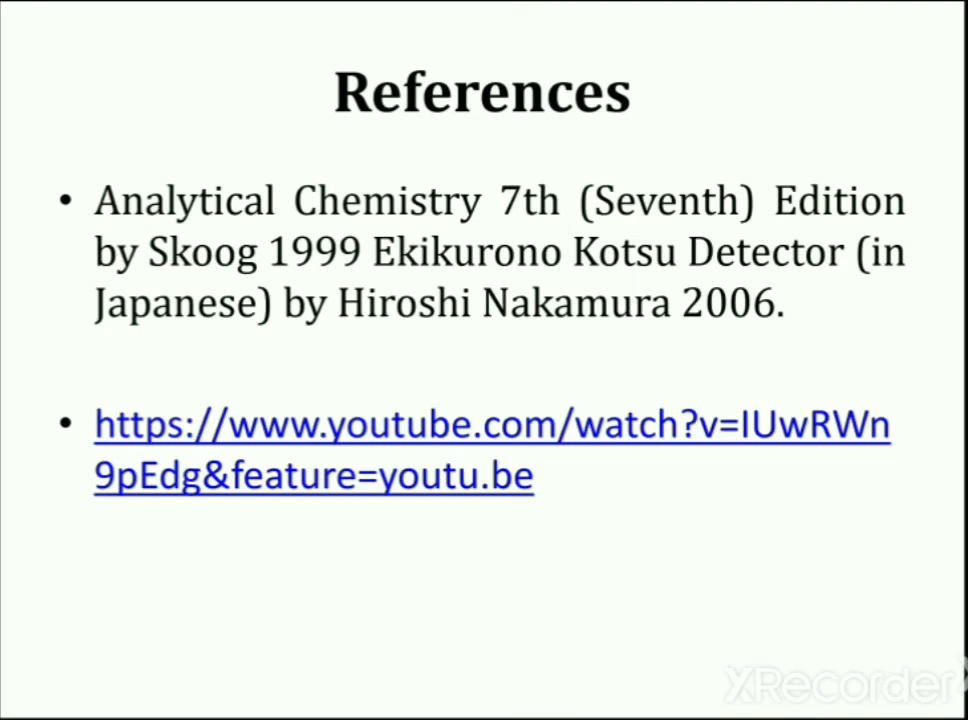 References
• Analytical Chemistry 7th (Seventh) Edition
by Skoog 1999 Ekikurono Kotsu Detector (in
Japanese) by Hiroshi Nakamura 2006.
• https://www.youtube.com/watch?v=IUwRWn
9pEdg&feature=youtu.be
XRecorder